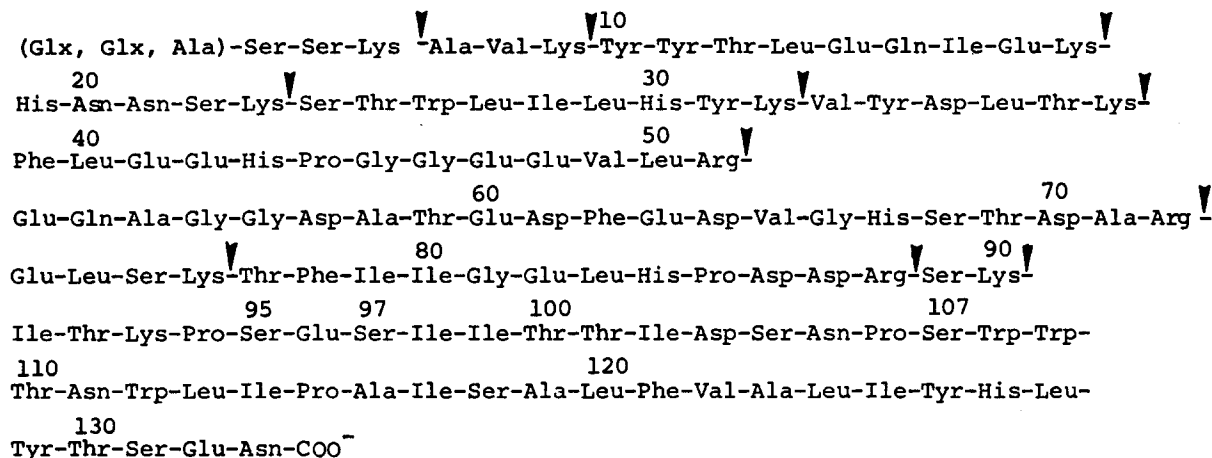 10
(Glx, Glx, Ala)-Ser-Ser-Lys-Ala-Val-Lys-Tyr-Tyr-Thr-Leu-Glu-Gln-Ile-Glu-Lys-
20 30
His-Asn-Asn-Ser-Lys-Ser-Thr-Trp-Leu-Ile-Leu-His-Tyr-Lys-Val-Tyr-Asp-Leu-Thr-Lys-
40 50
Phe-Leu-Glu-Glu-His-Pro-Gly-Gly-Glu-Glu-Val-Leu-Arg-
60 70
Glu-Gln-Ala-Gly-Gly-Asp-Ala-Thr-Glu-Asp-Phe-Glu-Asp-Val-Gly-His-Ser-Thr-Asp-Ala-Arg-
80 90
Glu-Leu-Ser-Lys-Thr-Phe-Ile-Ile-Gly-Glu-Leu-His-Pro-Asp-Asp-Arg-Ser-Lys-
95 97 100 107
Ile-Thr-Lys-Pro-Ser-Glu-Ser-Ile-Ile-Thr-Thr-Ile-Asp-Ser-Asn-Pro-Ser-Trp-Trp-
110 120
Thr-Asn-Trp-Leu-Ile-Pro-Ala-Ile-Ser-Ala-Leu-Phe-Val-Ala-Leu-Ile-Tyr-His-Leu-
130
Tyr-Thr-Ser-Glu-Asn-COO⁻